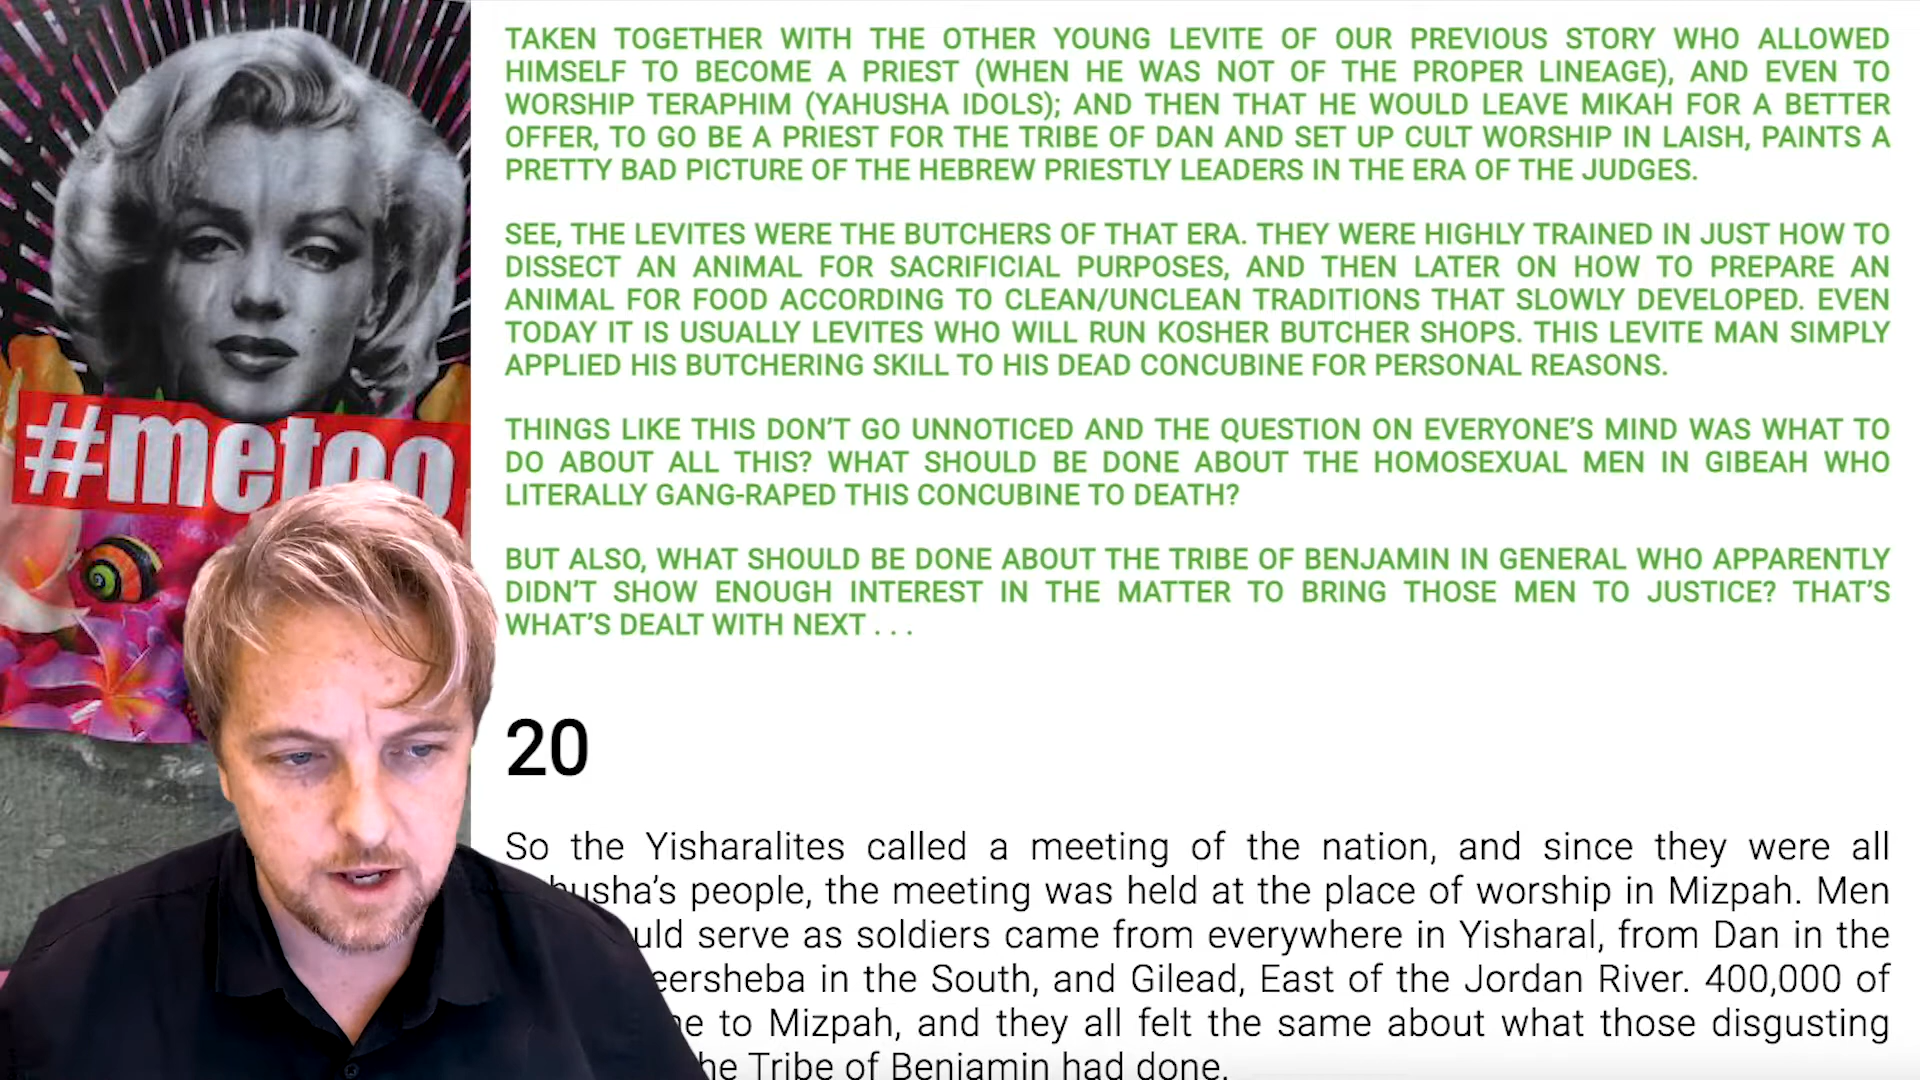 #metoo
TAKEN TOGETHER WITH THE OTHER YOUNG LEVITE OF OUR PREVIOUS STORY WHO ALLOWED
HIMSELF TO BECOME A PRIEST (WHEN HE WAS NOT OF THE PROPER LINEAGE), AND EVEN TO
WORSHIP TERAPHIM (YAHUSHA IDOLS); AND THEN THAT HE WOULD LEAVE MIKAH FOR A BETTER
OFFER, TO GO BE A PRIEST FOR THE TRIBE OF DAN AND SET UP CULT WORSHIP IN LAISH, PAINTS A
PRETTY BAD PICTURE OF THE HEBREW PRIESTLY LEADERS IN THE ERA OF THE JUDGES.
SEE, THE LEVITES WERE THE BUTCHERS OF THAT ERA. THEY WERE HIGHLY TRAINED IN JUST HOW TO
DISSECT AN ANIMAL FOR SACRIFICIAL PURPOSES, AND THEN LATER ON HOW TO PREPARE AN
ANIMAL FOR FOOD ACCORDING TO CLEAN/UNCLEAN TRADITIONS THAT SLOWLY DEVELOPED. EVEN
TODAY IT IS USUALLY LEVITES WHO WILL RUN KOSHER BUTCHER SHOPS. THIS LEVITE MAN SIMPLY
APPLIED HIS BUTCHERING SKILL TO HIS DEAD CONCUBINE FOR PERSONAL REASONS.
THINGS LIKE THIS DON'T GO UNNOTICED AND THE QUESTION ON EVERYONE'S MIND WAS WHAT TO
DO ABOUT ALL THIS? WHAT SHOULD BE DONE ABOUT THE HOMOSEXUAL MEN IN GIBEAH WHO
LITERALLY GANG-RAPED THIS CONCUBINE TO DEATH?
BUT ALSO, WHAT SHOULD BE DONE ABOUT THE TRIBE OF BENJAMIN IN GENERAL WHO APPARENTLY
DIDN'T SHOW ENOUGH INTEREST IN THE MATTER TO BRING THOSE MEN TO JUSTICE? THAT'S
WHAT'S DEALT WITH NEXT . . .
20
So the Yisharalites called a meeting of the nation, and since they were all
husha's people, the meeting was held at the place of worship in Mizpah. Men
uld serve as soldiers came from everywhere in Yisharal, from Dan in the
eersheba in the South, and Gilead, East of the Jordan River. 400,000 of
to Mizpah, and they all felt the same about what those disgusting
he Tribe of Benjamin had done.